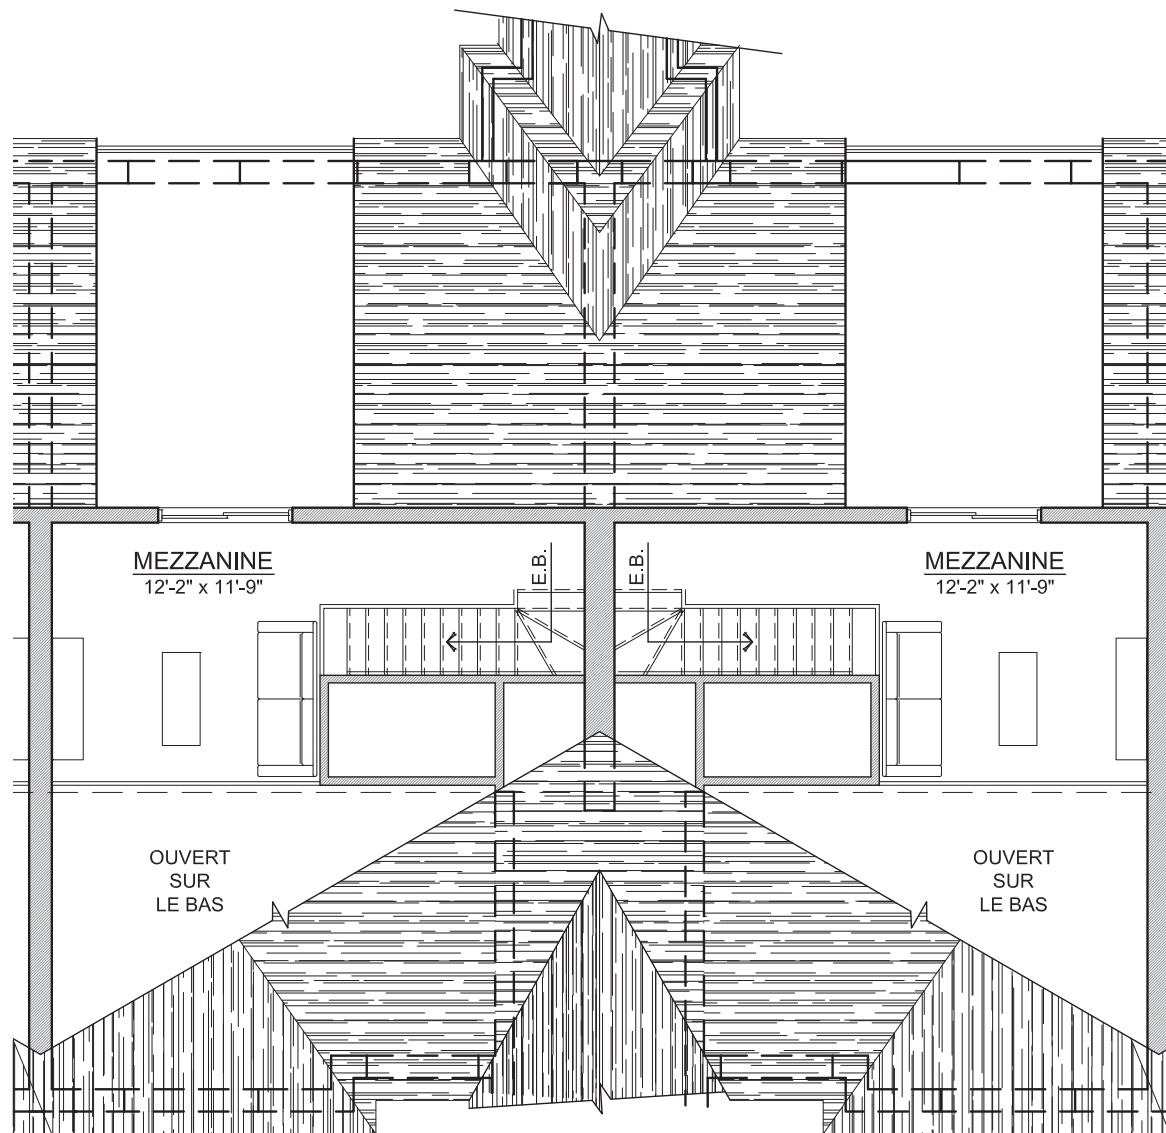 MEZZANINE
12'-2" x 11'-9"
E.B.
E.B.
MEZZANINE
12'-2" x 11'-9"
OUVERT
SUR
LE BAS
OUVERT
SUR
LE BAS